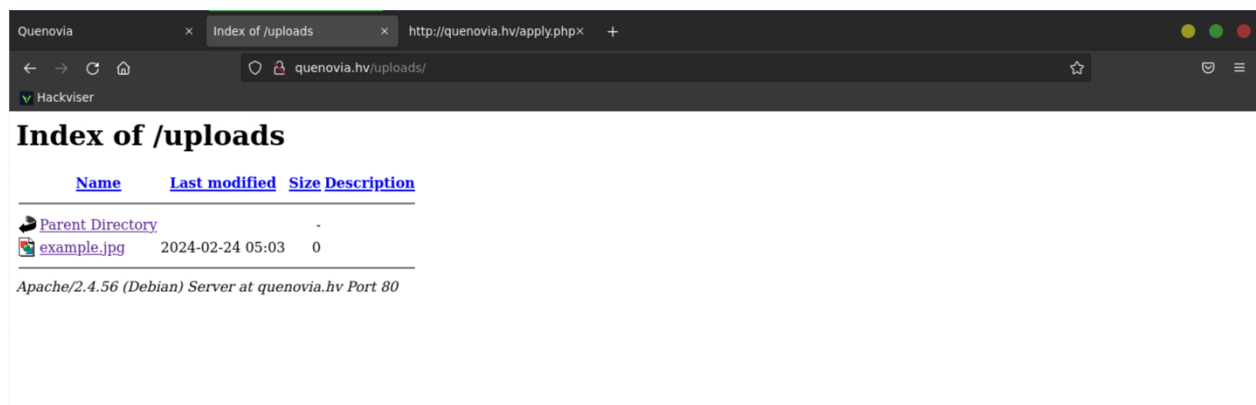 Quenovia × Index of /uploads × http://quenovia.hv/apply.php× +
quenovia.hv/uploads/
Hackviser
Index of /uploads
Name Last modified Size Description
Parent Directory -
example.jpg 2024-02-24 05:03 0
Apache/2.4.56 (Debian) Server at quenovia.hv Port 80